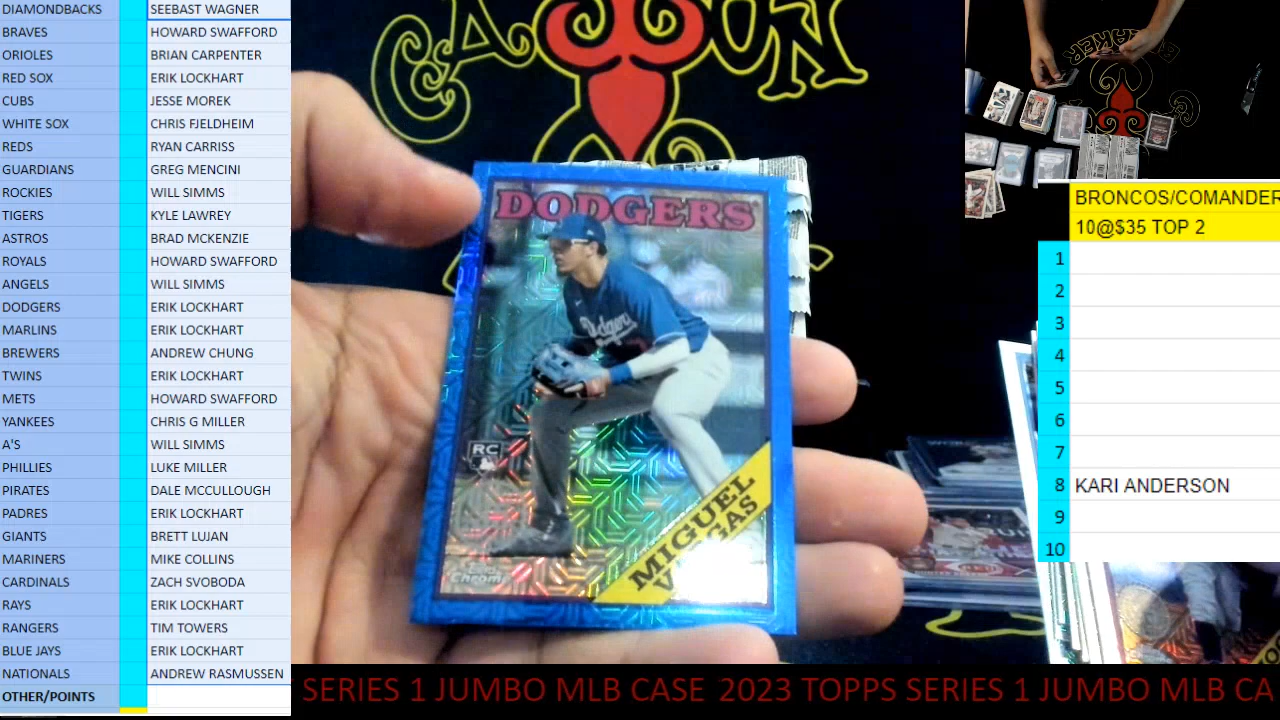 DIAMONDBACKS SEEBAST WAGNER
BRAVES HOWARD SWAFFORD
ORIOLES BRIAN CARPENTER
RED SOX ERIK LOCKHART
CUBS JESSE MOREK
WHITE SOX CHRIS FJELDHEIM
REDS RYAN CARRISS
GUARDIANS GREG MENCINI
ROCKIES WILL SIMMS
TIGERS KYLE LAWREY
ASTROS BRAD MCKENZIE
ROYALS HOWARD SWAFFORD
ANGELS WILL SIMMS
DODGERS ERIK LOCKHART
MARLINS ERIK LOCKHART
BREWERS ANDREW CHUNG
TWINS ERIK LOCKHART
METS HOWARD SWAFFORD
YANKEES CHRIS G MILLER
A'S WILL SIMMS
PHILLIES LUKE MILLER
PIRATES DALE MCCULLOUGH
PADRES ERIK LOCKHART
GIANTS BRETT LUJAN
MARINERS MIKE COLLINS
CARDINALS ZACH SVOBODA
RAYS ERIK LOCKHART
RANGERS TIM TOWERS
BLUE JAYS ERIK LOCKHART
NATIONALS ANDREW RASMUSSEN
OTHER/POINTS
DODGERS
Dodgers
RC
MIGUEL
Topps
Chrome
BREAKER
BRONCOS/COMANDER
10@$35 TOP 2
1
2
3
4
5
6
7
8 KARI ANDERSON
9
10
SERIES 1 JUMBO MLB CASE 2023 TOPPS SERIES 1 JUMBO MLB CA